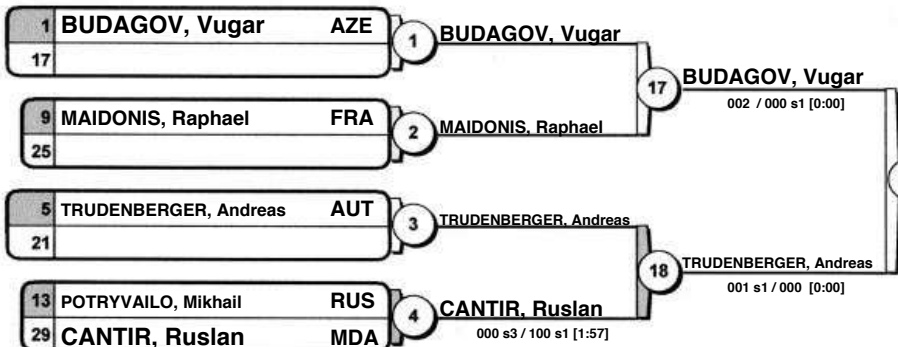 1 BUDAGOV, Vugar AZE
17
1
BUDAGOV, Vugar
9 MAIDONIS, Raphael FRA
25
2
MAIDONIS, Raphael
17
BUDAGOV, Vugar
002 / 000 s1 [0:00]
5 TRUDENBERGER, Andreas AUT
21
3
TRUDENBERGER, Andreas
13 POTRYVAILO, Mikhail RUS
29 CANTIR, Ruslan MDA
4
CANTIR, Ruslan
000 s3 / 100 s1 [1:57]
18
TRUDENBERGER, Andreas
001 s1 / 000 [0:00]